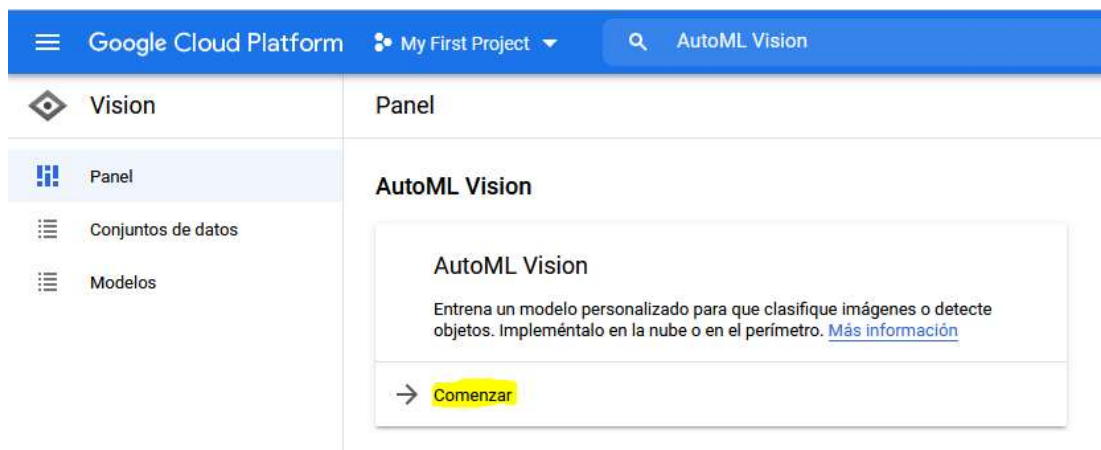 Google Cloud Platform
My First Project
AutoML Vision
Vision
Panel
Panel
Conjuntos de datos
Modelos
AutoML Vision
AutoML Vision
Entrena un modelo personalizado para que clasifique imágenes o detecte
objetos. Impleméntalo en la nube o en el perímetro. Más información
Comenzar